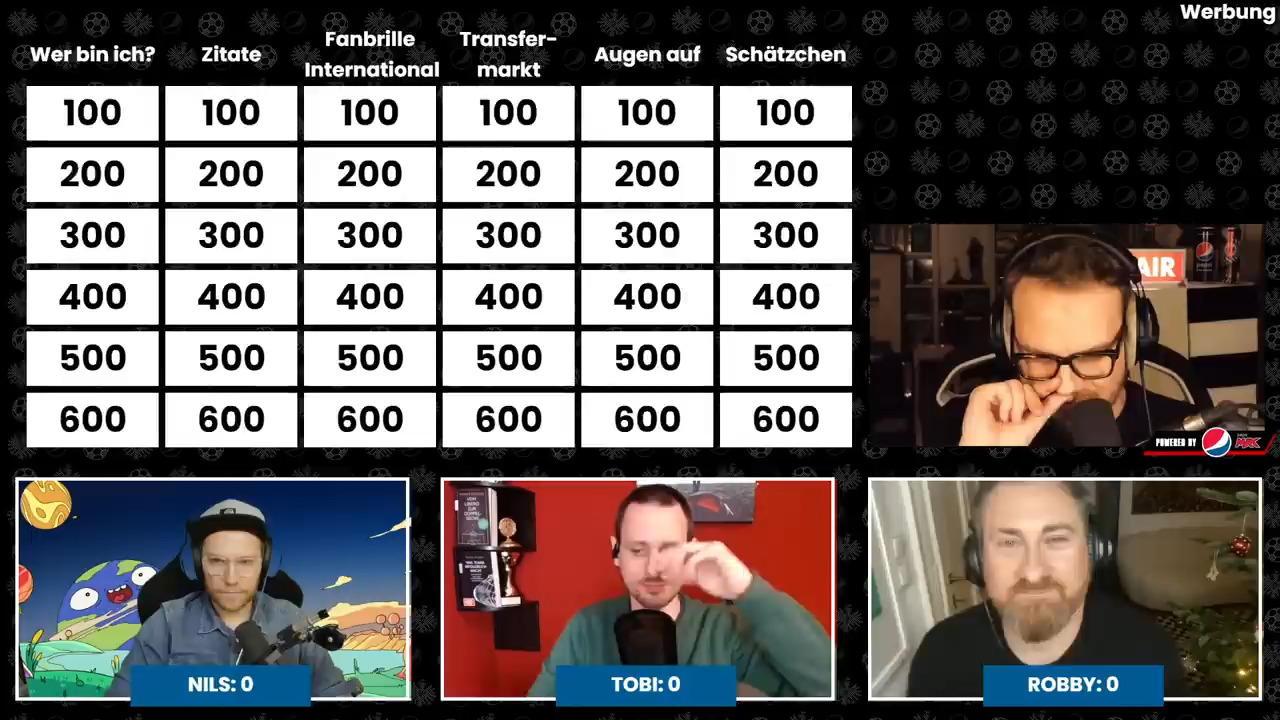 Werbung
Wer bin ich?
Zitate
Fanbrille
International
Transfer-
markt
Augen auf
Schätzchen
100 100 100 100 100 100
200 200 200 200 200 200
300 300 300 300 300 300
400 400 400 400 400 400
500 500 500 500 500 500
600 600 600 600 600 600
AIR
POWERED BY
NILS: 0
TOBI: 0
ROBBY: 0